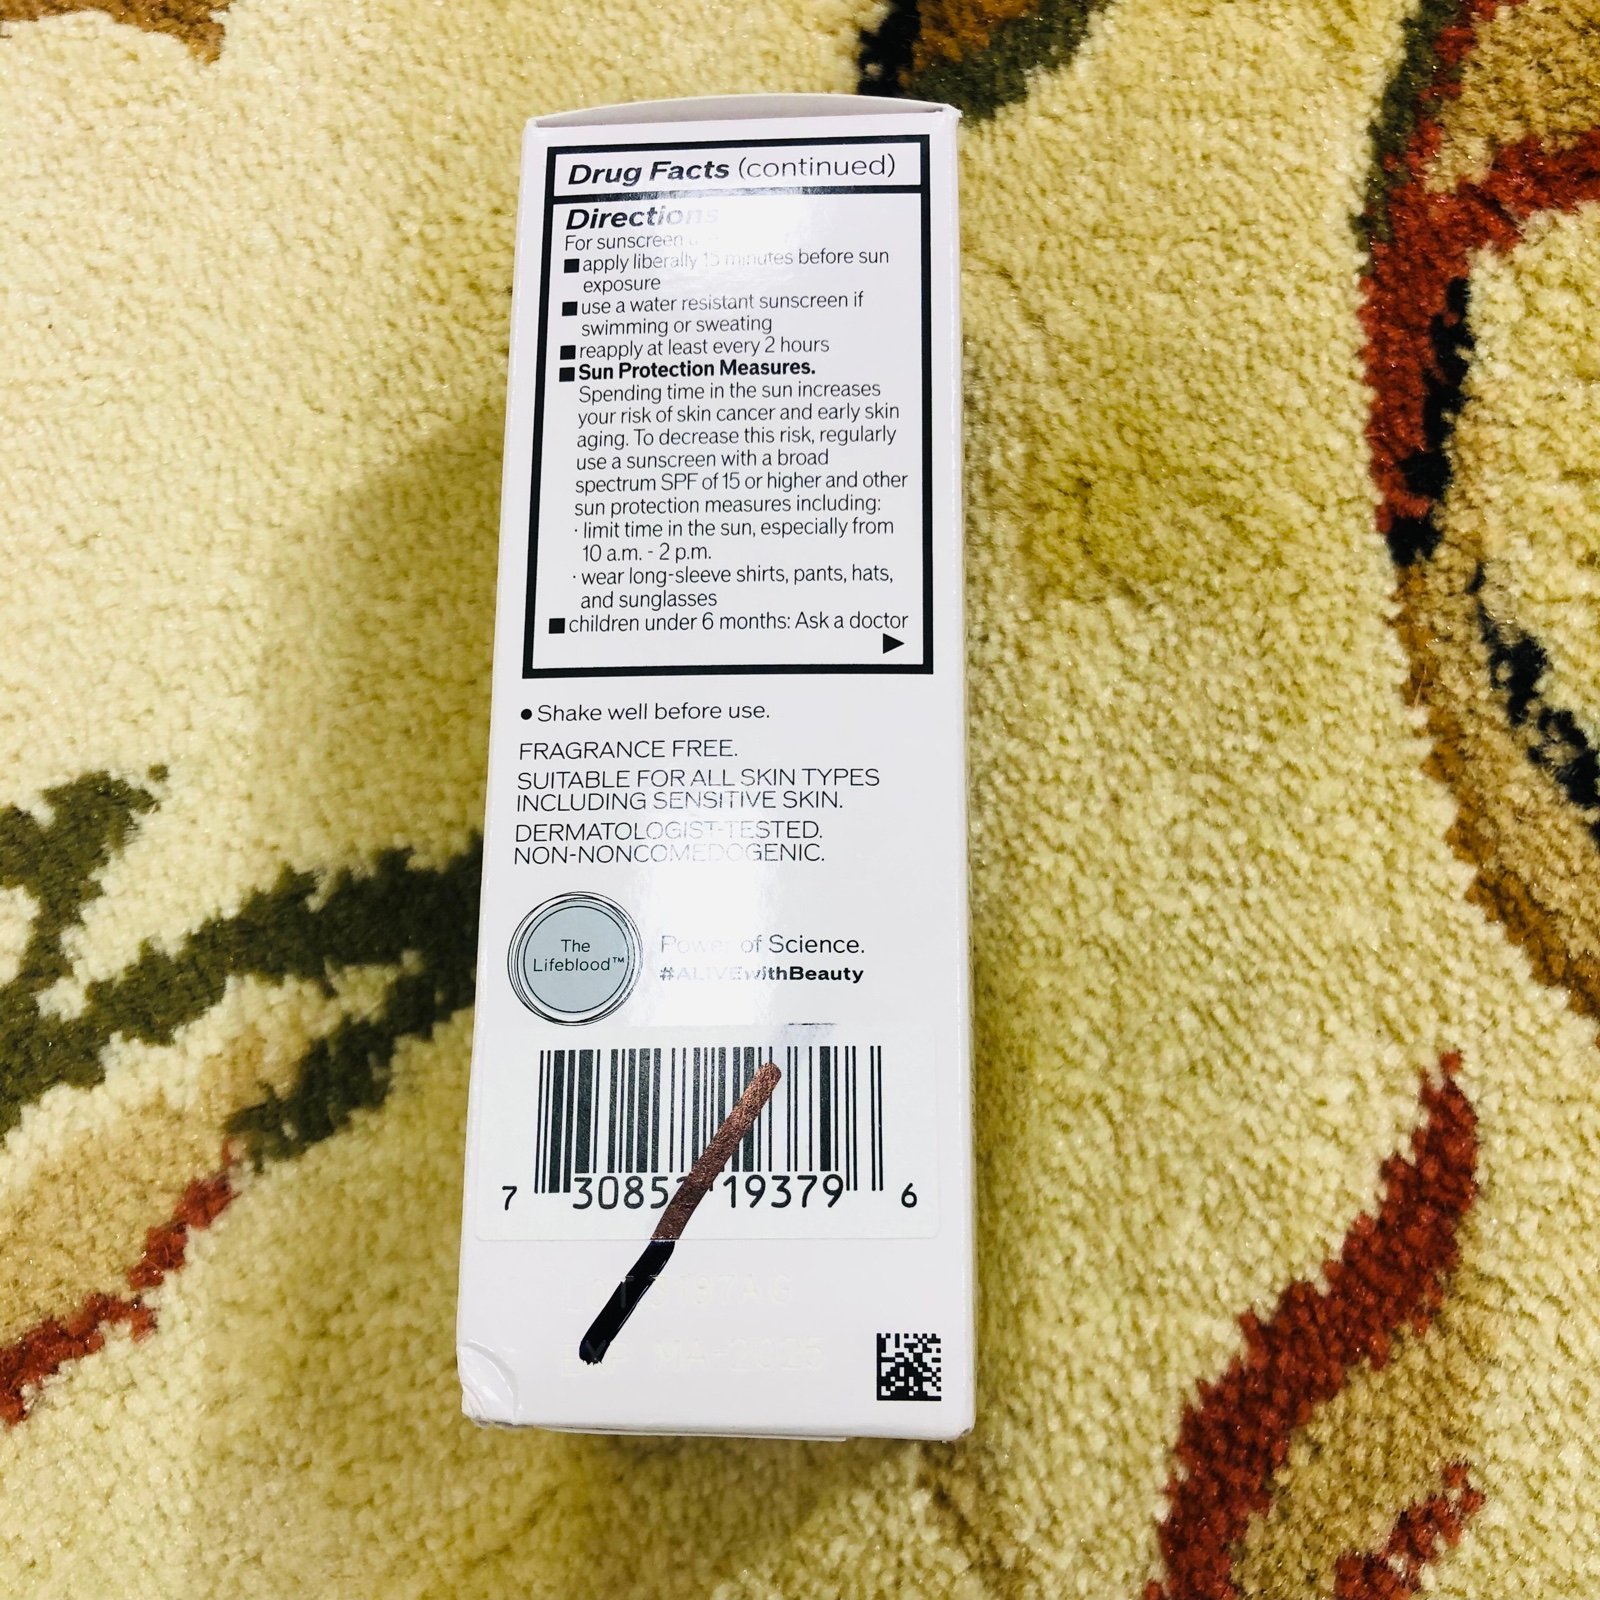 Drug Facts (continued)
Directions
For sunscreen
■ apply liberally 15 minutes before sun
exposure
■ use a water resistant sunscreen if
swimming or sweating
■ reapply at least every 2 hours
■ Sun Protection Measures.
Spending time in the sun increases
your risk of skin cancer and early skin
aging. To decrease this risk, regularly
use a sunscreen with a broad
spectrum SPF of 15 or higher and other
sun protection measures including:
· limit time in the sun, especially from
10 a.m. - 2 p.m.
· wear long-sleeve shirts, pants, hats,
and sunglasses
■ children under 6 months: Ask a doctor
● Shake well before use.
FRAGRANCE FREE.
SUITABLE FOR ALL SKIN TYPES
INCLUDING SENSITIVE SKIN.
DERMATOLOGIST-TESTED.
NON-NONCOMEDOGENIC.
The
Lifeblood™
Power of Science.
#ALIVEwithBeauty
7 19379 6